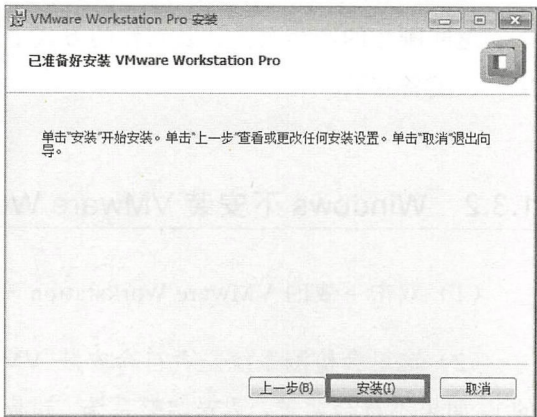 VMware Workstation Pro 安装
已准备好安装 VMware Workstation Pro
单击"安装"开始安装。单击"上一步"查看或更改任何安装设置。单击"取消"退出向
导。
上一步(B) 安装(I) 取消